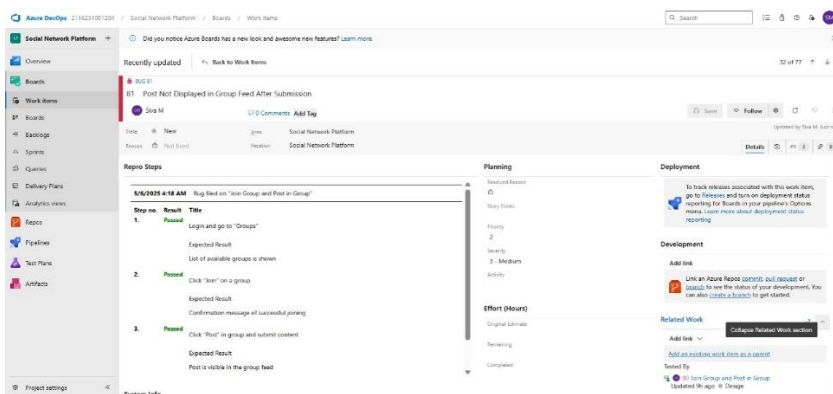 Azure DevOps 2116231001204 / Social Network Platform / Boards / Work items
Search
SM
Social Network Platform +
Did you notice Azure Boards has a new look and awesome new features? Learn more.
Overview
Boards
Work items
Boards
Backlogs
Sprints
Queries
Delivery Plans
Analytics views
Repos
Pipelines
Test Plans
Artifacts
Project settings
Recently updated
Back to Work Items
32 of 77
BUG 81
81 Post Not Displayed in Group Feed After Submission
Siva M
0 Comments Add Tag
Save
Follow
New
Area
Social Network Platform
Reason
Not fixed
Iteration
Social Network Platform
Details
Repro Steps
5/6/2025 4:18 AM Bug filed on "Join Group and Post in Group"
Step no. Result Title
1. Passed
Login and go to "Groups"
Expected Result
List of available groups is shown
2. Passed
Click "Join" on a group
Expected Result
Confirmation message of successful joining
3. Passed
Click "Post" in group and submit content
Expected Result
Post is visible in the group feed
Planning
Resolved Reason
Story Points
Priority
2
Severity
3 - Medium
Activity
Effort (Hours)
Original Estimate
Remaining
Completed
Deployment
To track releases associated with this work item,
go to Releases and turn on deployment status
reporting for Boards in your pipeline's Options
menu. Learn more about deployment status
reporting
Development
Add link
Link an Azure Repos commit, pull request or
branch to see the status of your development. You
can also create a branch to get started.
Related Work
Collapse Related Work section
Add link
Add an existing work item as a parent
Tested By
80 Join Group and Post in Group
Updated 9h ago Design